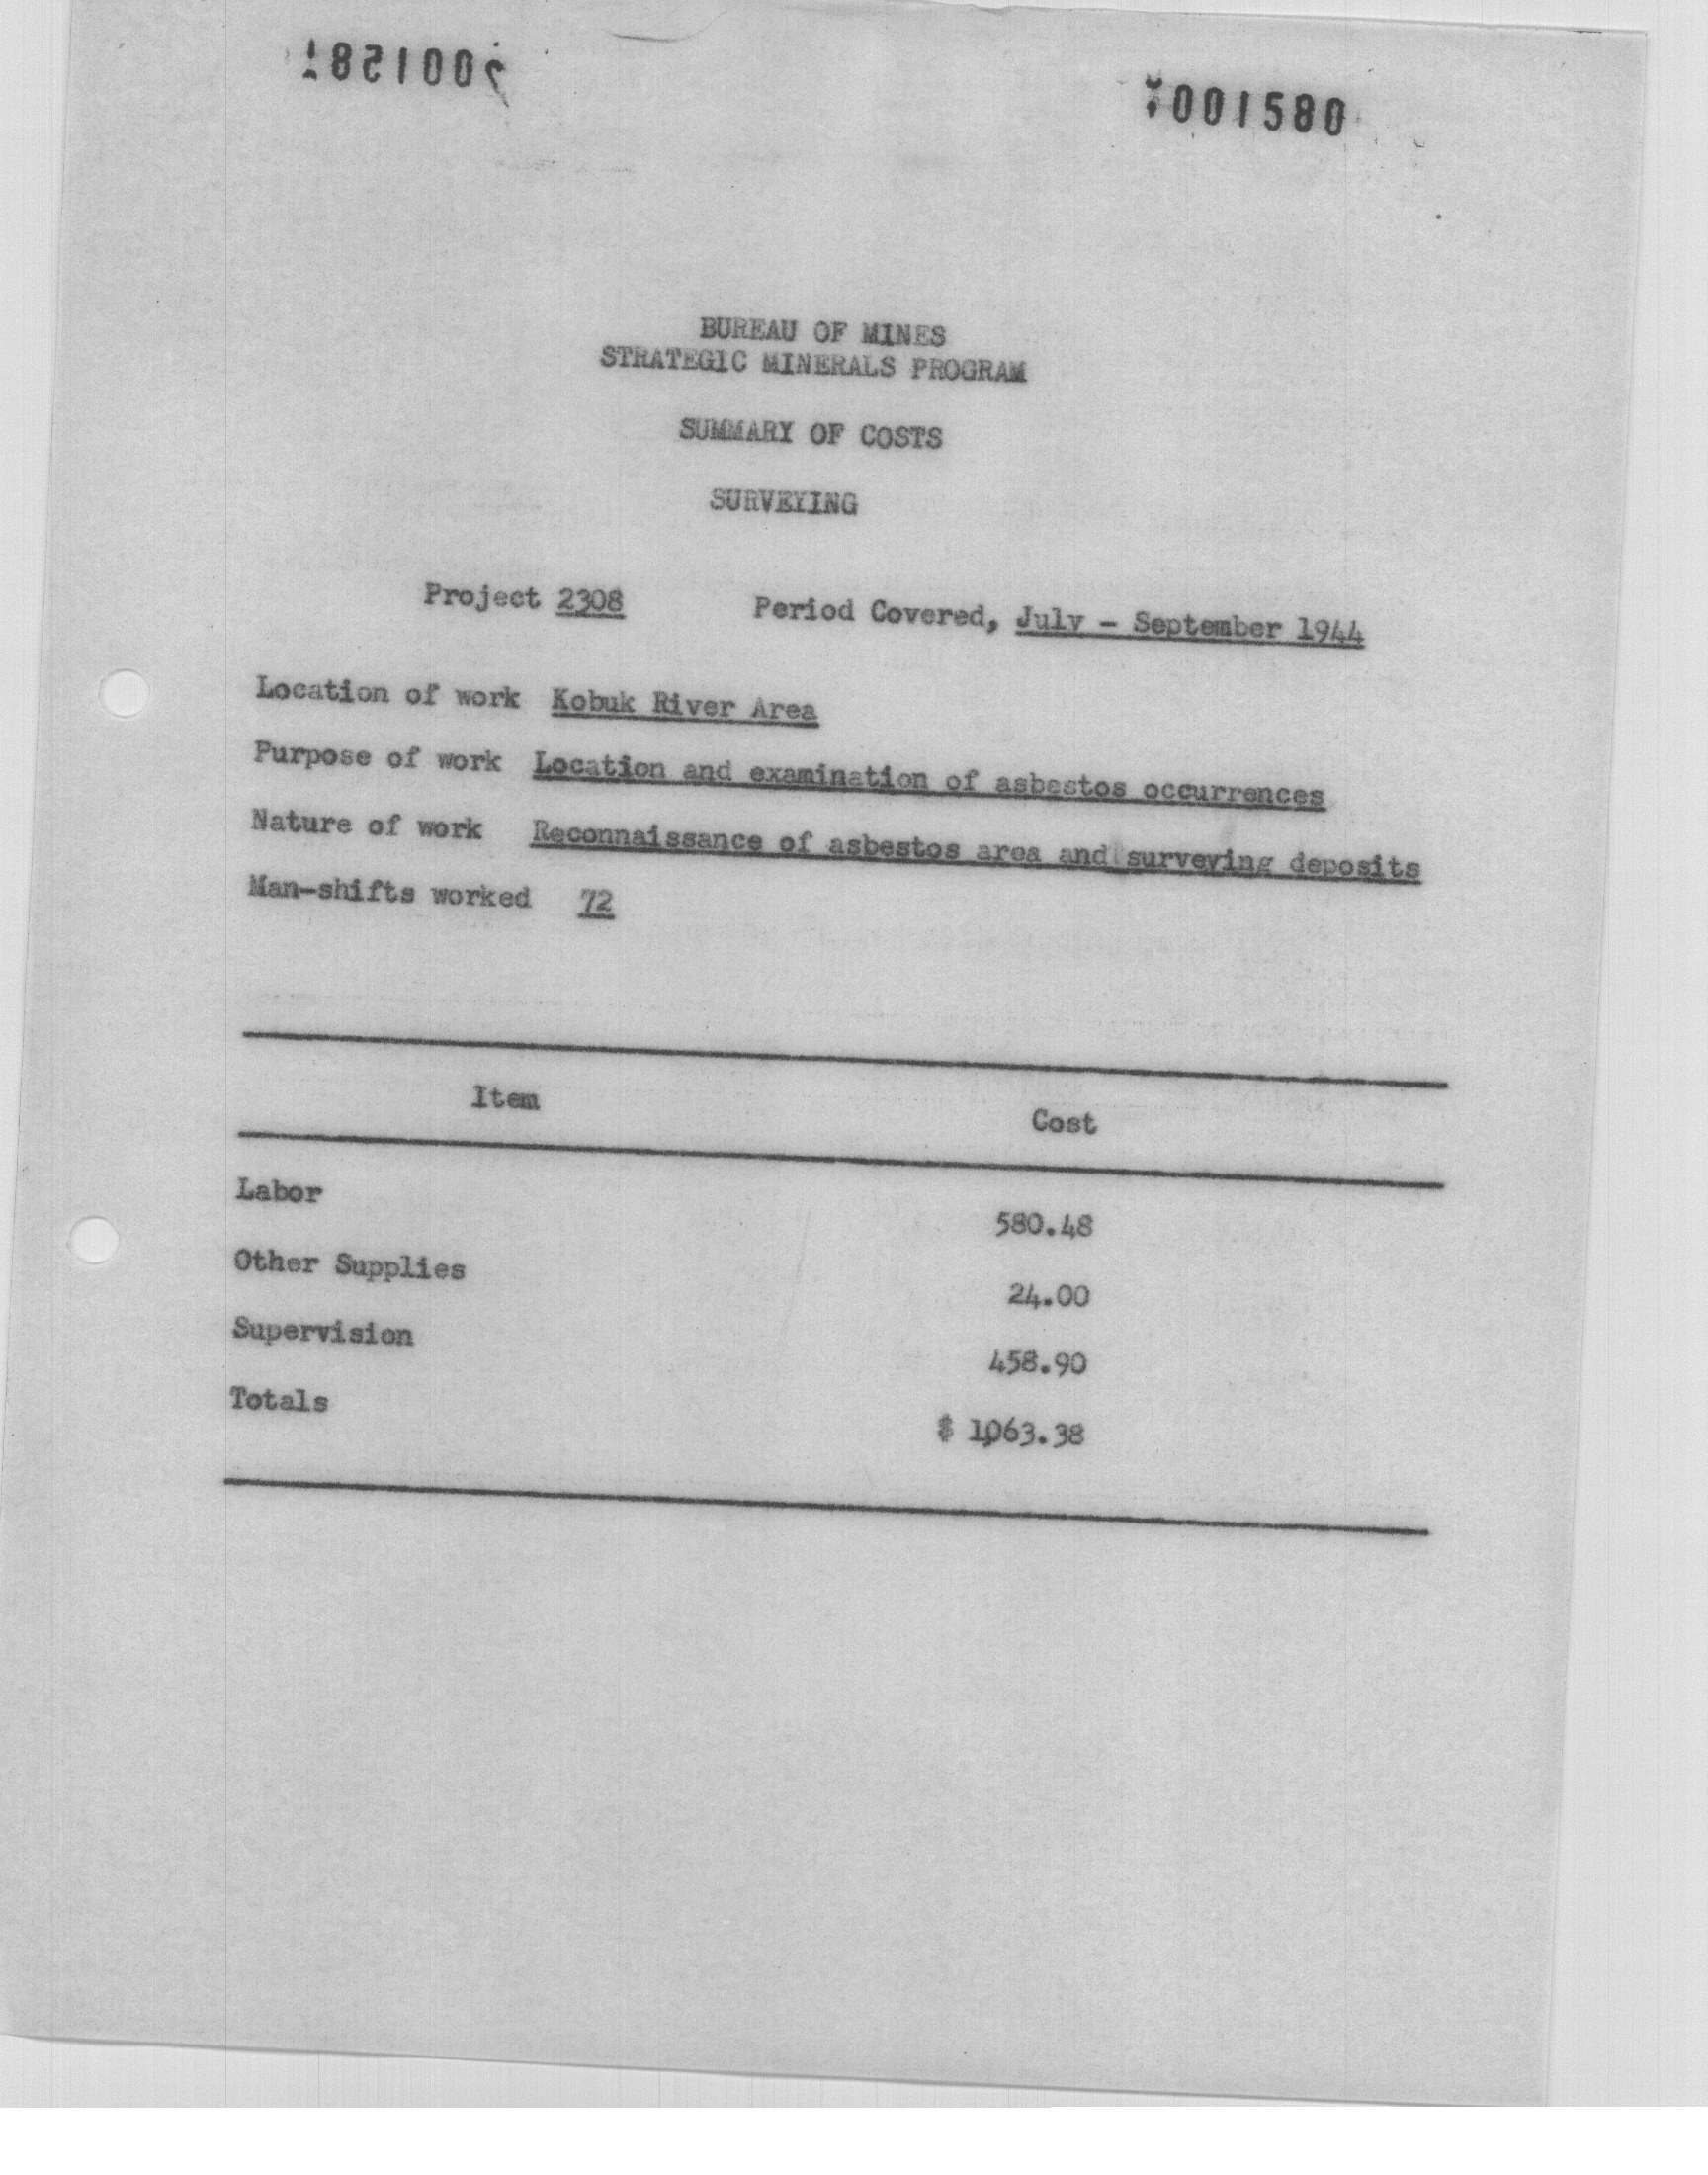 001580
BUREAU OF MINES
STRATEGIC MINERALS PROGRAM
SUMMARY OF COSTS
SURVEYING
Project 2308 Period Covered, July - September 1944
Location of work Kobuk River Area
Purpose of work Location and examination of asbestos occurrences
Nature of work Reconnaissance of asbestos area and surveying deposits
Man-shifts worked 72
Item Cost
Labor 580.48
Other Supplies 24.00
Supervision 458.90
Totals $ 1,063.38